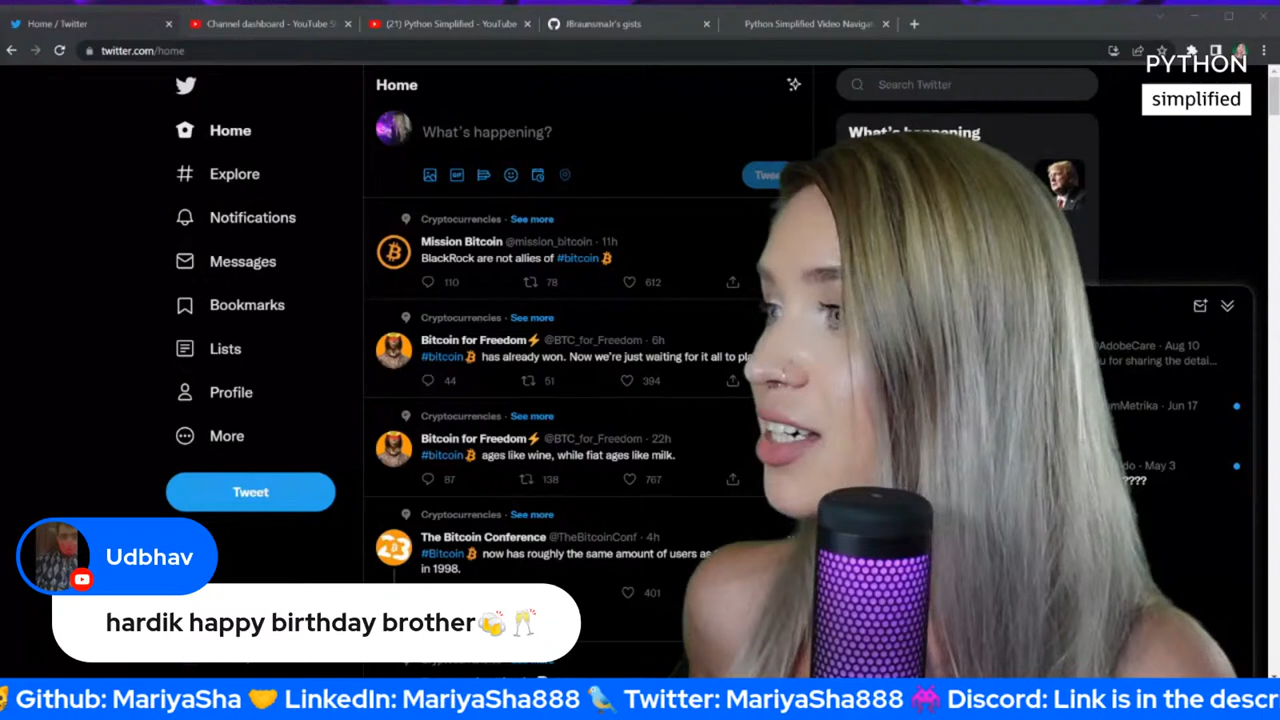 Home / Twitter
Channel dashboard - YouTube S
(21) Python Simplified - YouTube
JBraunsmaJr's gists
Python Simplified Video Navigat
twitter.com/home
PYTHON
simplified
Home
Search Twitter
What's happening?
What's happening
Home
Explore
Notifications
Messages
Bookmarks
Lists
Profile
More
Tweet
GIF
Tweet
Cryptocurrencies · See more
Mission Bitcoin @mission_bitcoin · 11h
BlackRock are not allies of #bitcoin
110 78 612
Cryptocurrencies · See more
Bitcoin for Freedom⚡ @BTC_for_Freedom · 6h
#bitcoin has already won. Now we're just waiting for it all to
44 51 394
Cryptocurrencies · See more
Bitcoin for Freedom⚡ @BTC_for_Freedom · 22h
#bitcoin ages like wine, while fiat ages like milk.
87 138 767
Cryptocurrencies · See more
The Bitcoin Conference @TheBitcoinConf · 4h
#Bitcoin now has roughly the same amount of users as
in 1998.
401
@AdobeCare · Aug 10
for sharing the detai...
· Jun 17
· May 3
????
Udbhav
hardik happy birthday brother🍻🥂
Github: MariyaSha 🤝 LinkedIn: MariyaSha888 🐦 Twitter: MariyaSha888 👾 Discord: Link is in the descr